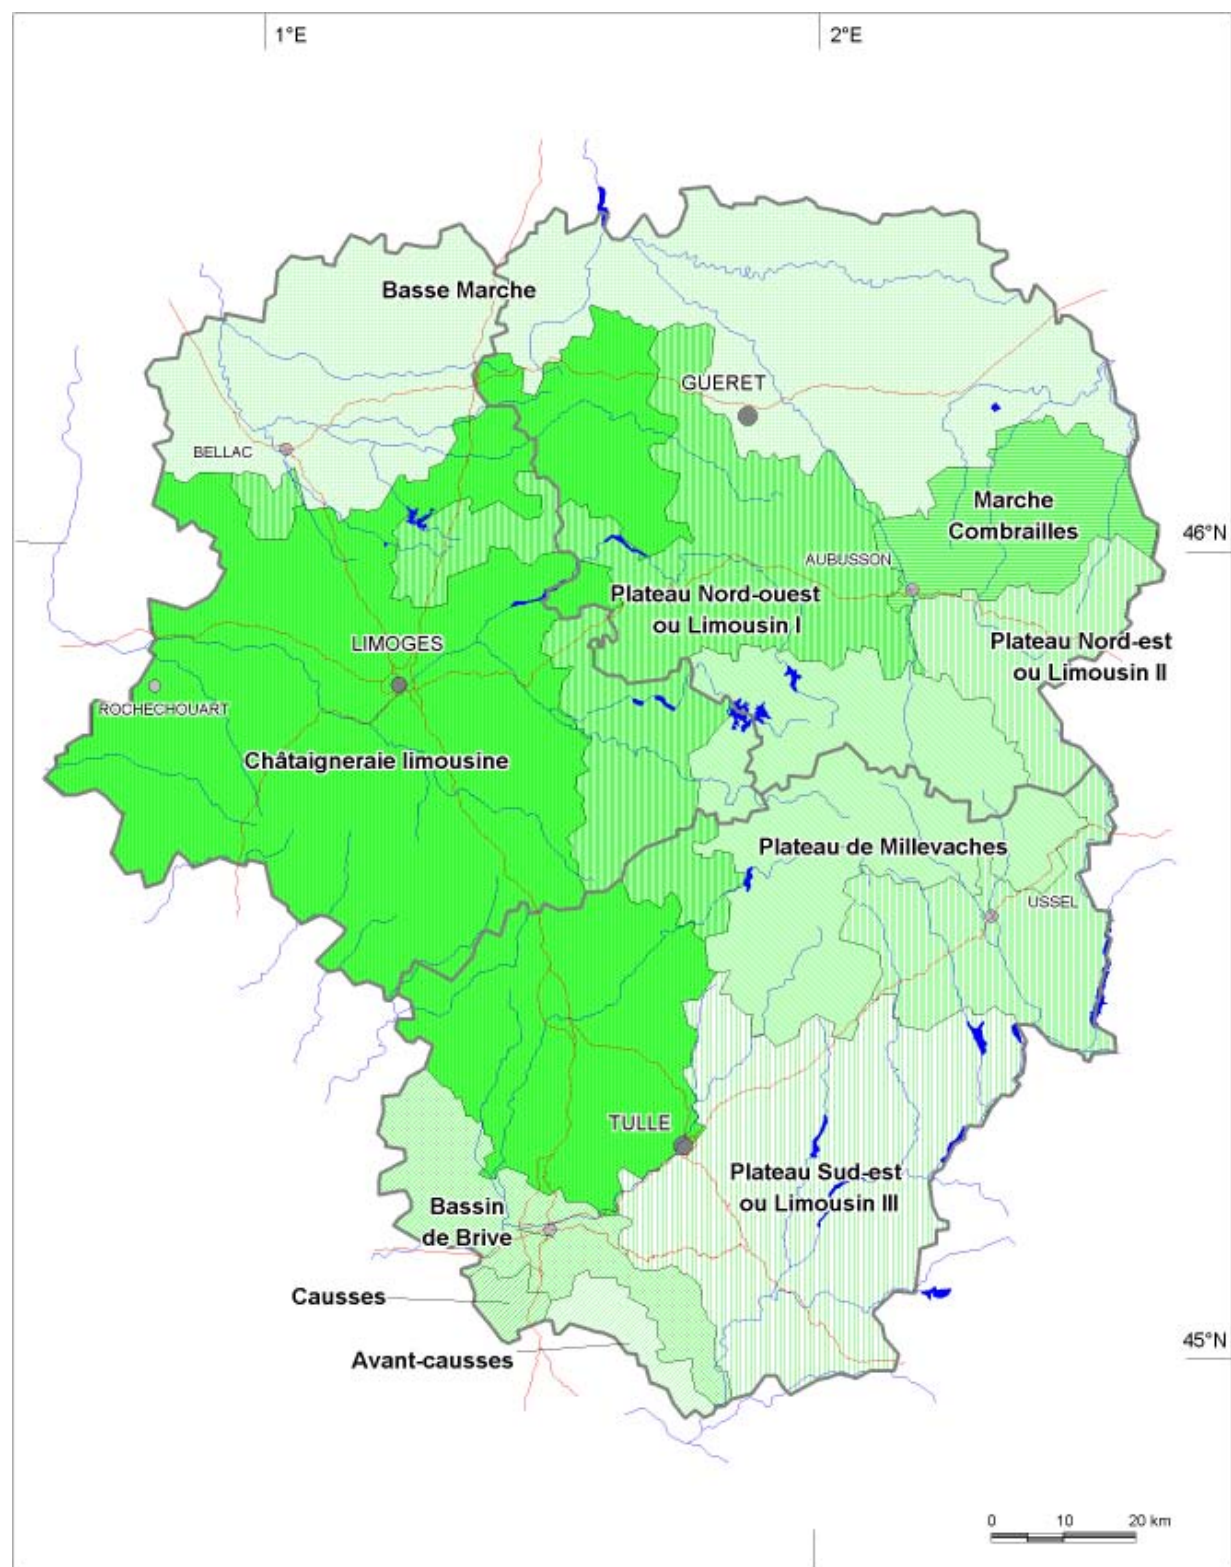 1°E
2°E
Basse Marche
GUERET
BELLAC
Marche
Combrailles
46°N
AUBUSSON
Plateau Nord-ouest
ou Limousin I
LIMOGES
Plateau Nord-est
ou Limousin II
ROCHECHOUART
Châtaigneraie limousine
Plateau de Millevaches
USSEL
TULLE
Plateau Sud-est
ou Limousin III
Bassin
de Brive
Causses
Avant-causses
45°N
0 10 20 km